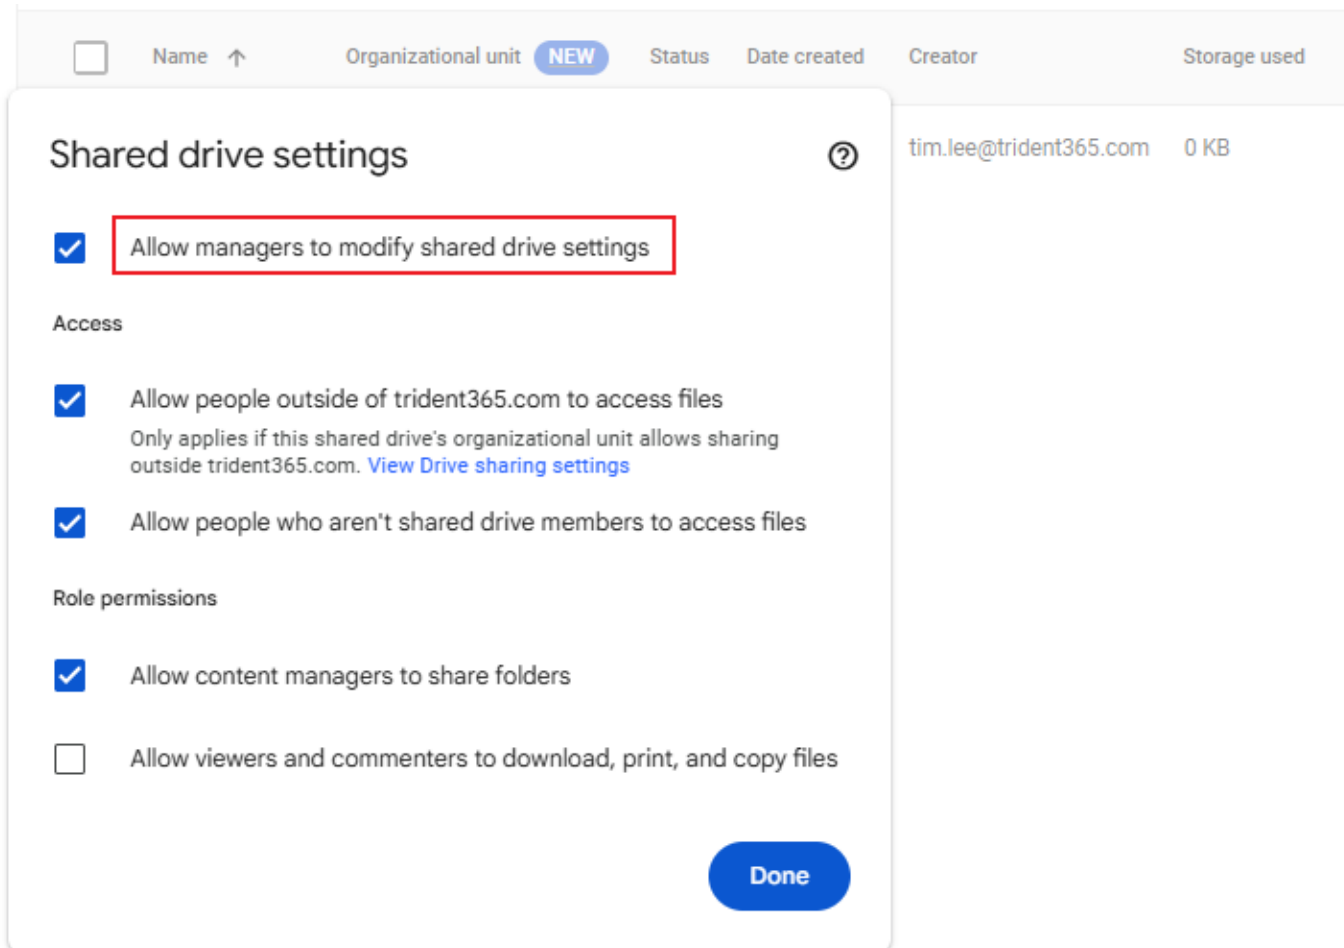 Name ↑ Organizational unit NEW Status Date created Creator Storage used
Shared drive settings
tim.lee@trident365.com 0 KB
Allow managers to modify shared drive settings
Access
Allow people outside of trident365.com to access files
Only applies if this shared drive's organizational unit allows sharing
outside trident365.com. View Drive sharing settings
Allow people who aren't shared drive members to access files
Role permissions
Allow content managers to share folders
Allow viewers and commenters to download, print, and copy files
Done